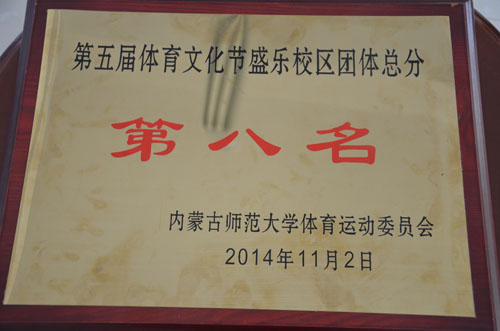 第五届体育文化节盛乐校区团体总分
第八名
内蒙古师范大学体育运动委员会
2014年11月2日